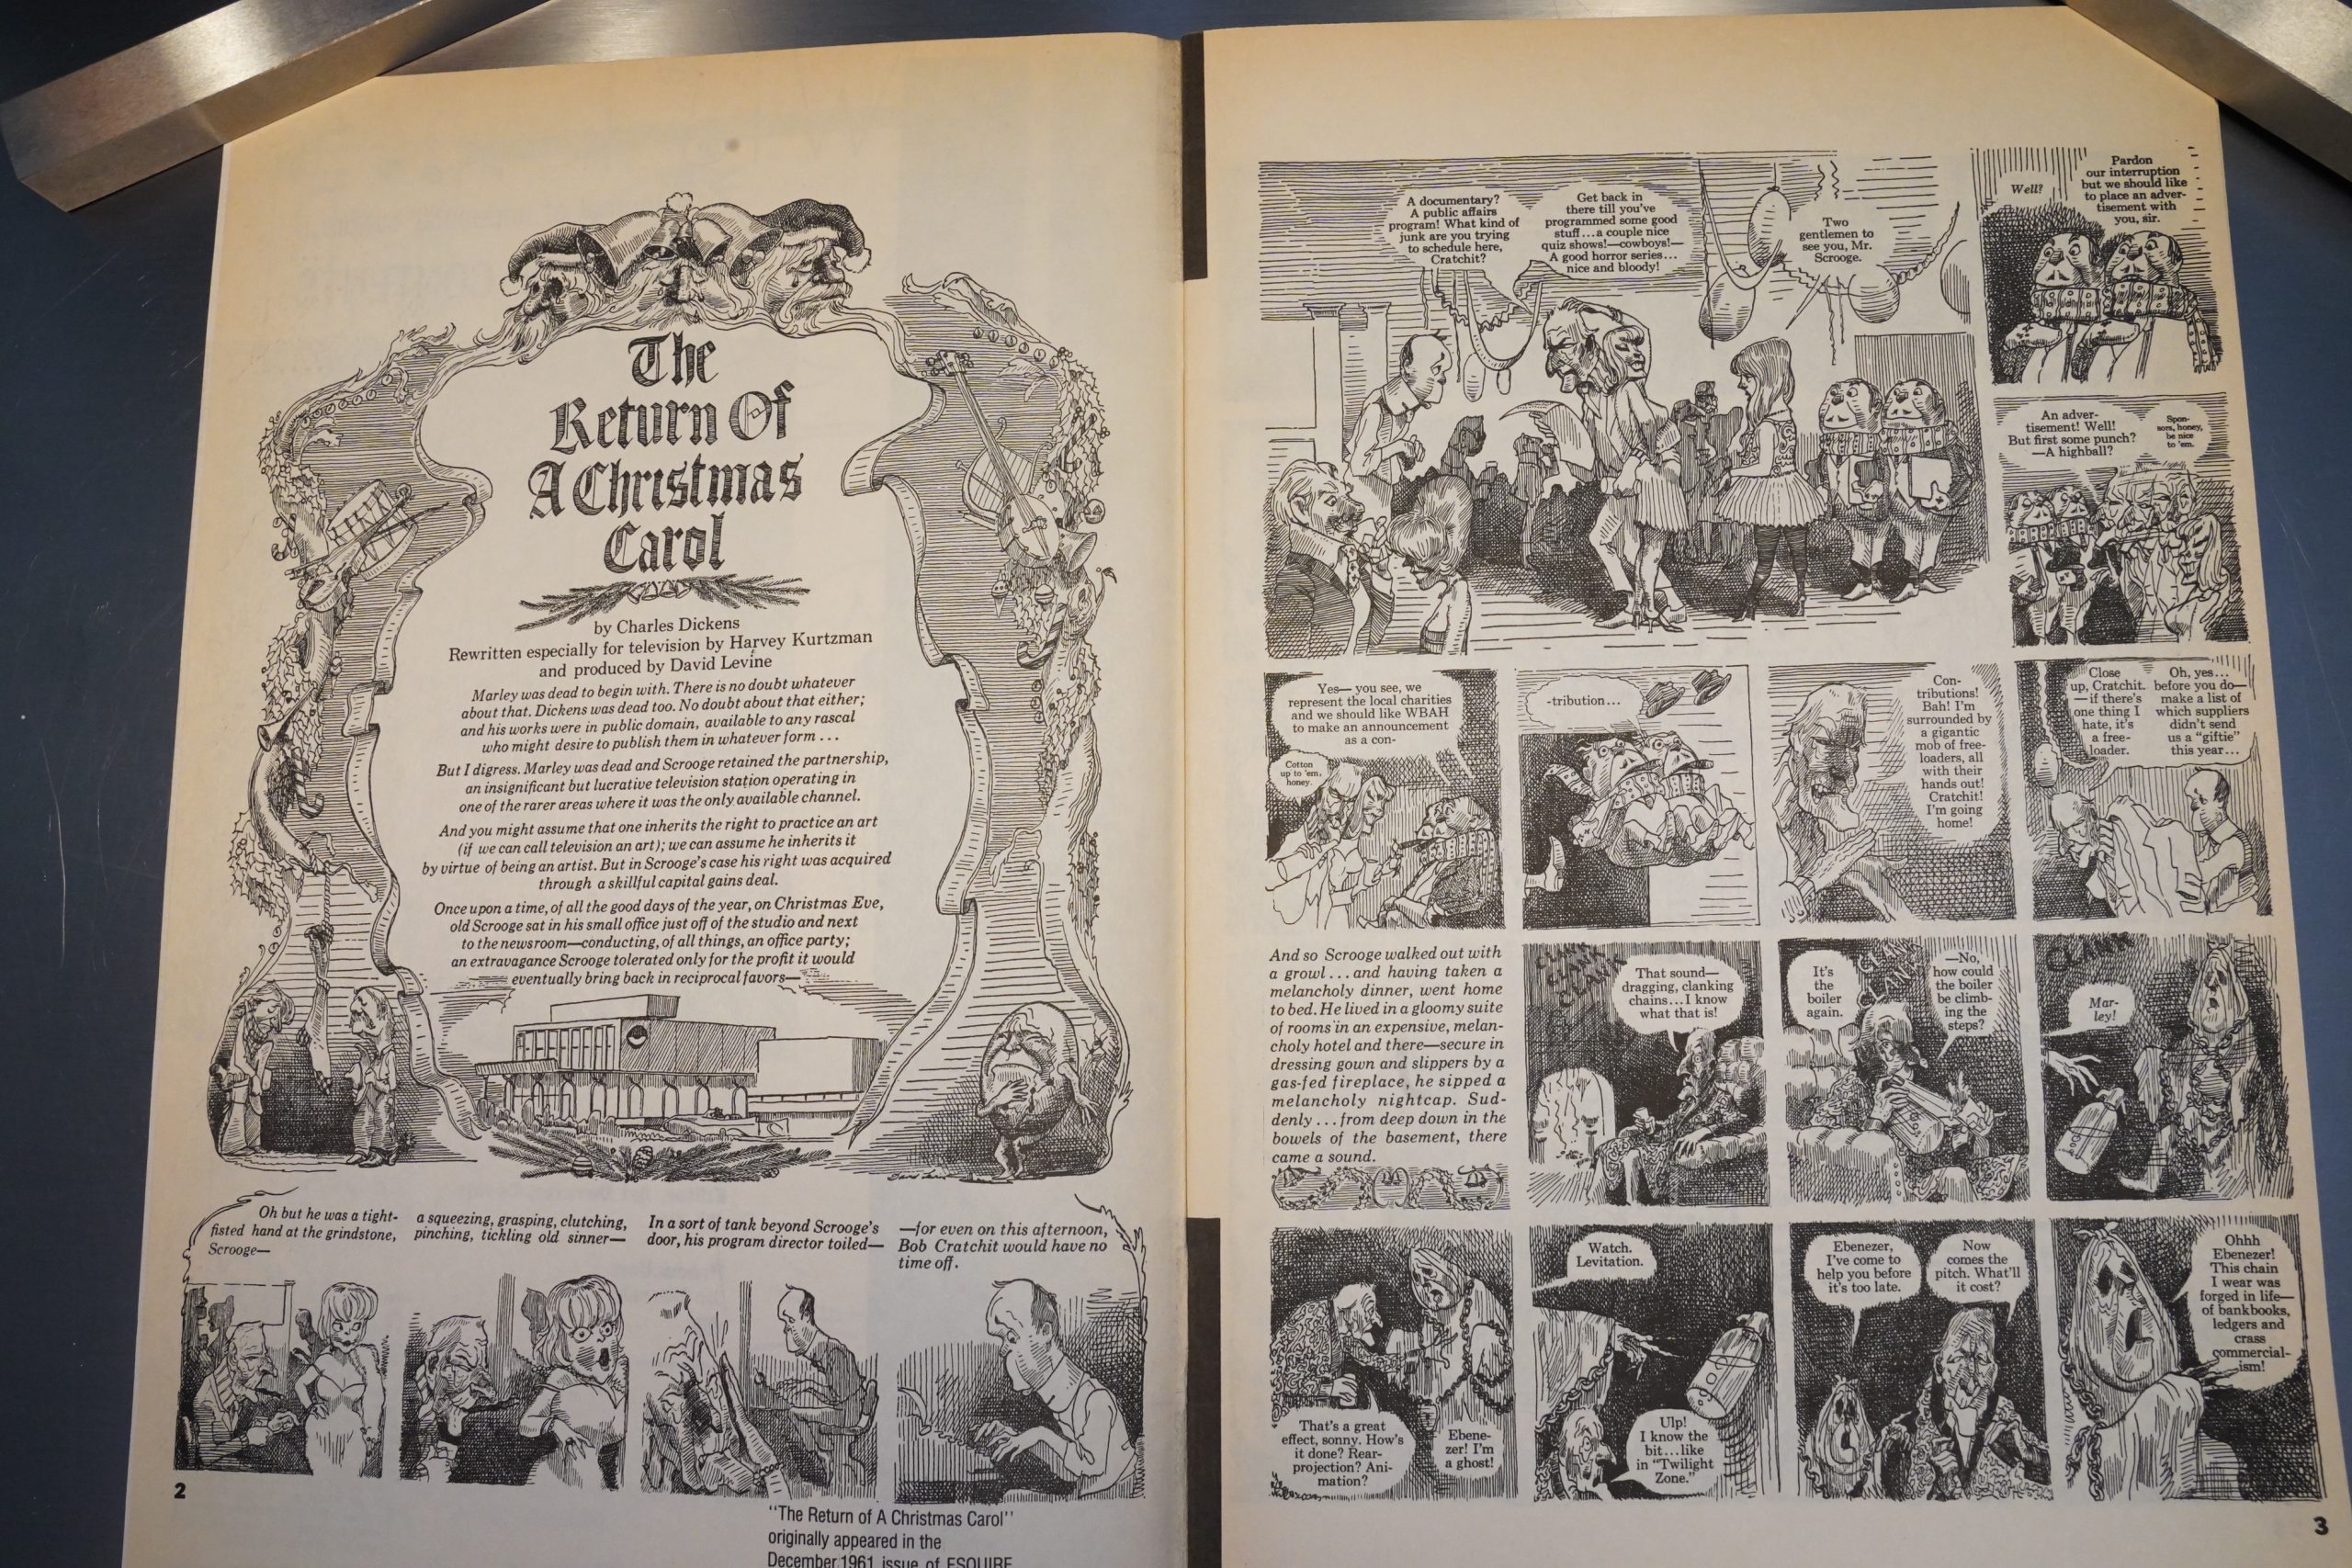 The
Return Of
A Christmas
Carol
by Charles Dickens
Rewritten especially for television by Harvey Kurtzman
and produced by David Levine
Marley was dead to begin with. There is no doubt whatever
about that. Dickens was dead too. No doubt about that either;
and his works were in public domain, available to any rascal
who might desire to publish them in whatever form . . .
But I digress. Marley was dead and Scrooge retained the partnership,
an insignificant but lucrative television station operating in
one of the rarer areas where it was the only available channel.
And you might assume that one inherits the right to practice an art
(if we can call television an art); we can assume he inherits it
by virtue of being an artist. But in Scrooge's case his right was acquired
through a skillful capital gains deal.
Once upon a time, of all the good days of the year, on Christmas Eve,
old Scrooge sat in his small office just off of the studio and next
to the newsroom—conducting, of all things, an office party;
an extravagance Scrooge tolerated only for the profit it would
eventually bring back in reciprocal favors—
Oh but he was a tight-
fisted hand at the grindstone,
Scrooge—
a squeezing, grasping, clutching,
pinching, tickling old sinner—
In a sort of tank beyond Scrooge's
door, his program director toiled—
—for even on this afternoon,
Bob Cratchit would have no
time off.
2
"The Return of A Christmas Carol"
originally appeared in the
December 1961 issue of ESQUIRE
A documentary?
A public affairs
program! What kind of
junk are you trying
to schedule here,
Cratchit?
Get back in
there till you've
programmed some good
stuff...a couple nice
quiz shows!—cowboys!—
A good horror series...
nice and bloody!
Two
gentlemen to
see you, Mr.
Scrooge.
Well?
Pardon
our interruption
but we should like
to place an adver-
tisement with
you, sir.
An adver-
tisement! Well!
But first some punch?
—A highball?
Spon-
sors, honey,
be nice
to 'em.
Yes— you see, we
represent the local charities
and we should like WBAH
to make an announcement
as a con-
Cotton
up to 'em,
honey.
-tribution...
Con-
tributions!
Bah! I'm
surrounded by
a gigantic
mob of free-
loaders, all
with their
hands out!
Cratchit!
I'm going
home!
Close
up, Cratchit.
—if there's
one thing I
hate, it's
a free-
loader.
Oh, yes...
before you do—
make a list of
which suppliers
didn't send
us a "giftie"
this year...
And so Scrooge walked out with
a growl . . . and having taken a
melancholy dinner, went home
to bed. He lived in a gloomy suite
of rooms in an expensive, melan-
choly hotel and there—secure in
dressing gown and slippers by a
gas-fed fireplace, he sipped a
melancholy nightcap. Sud-
denly . . . from deep down in the
bowels of the basement, there
came a sound.
CLANK
CLANK
CLANK
That sound—
dragging, clanking
chains...I know
what that is!
It's
the
boiler
again.
CLANK
—No,
how could
the boiler
be climb-
ing the
steps?
CLANK
Mar-
ley!
That's a great
effect, sonny. How's
it done? Rear-
projection? Ani-
mation?
Ebene-
zer! I'm
a ghost!
Watch.
Levitation.
Ulp!
I know the
bit...like
in "Twilight
Zone."
Ebenezer,
I've come to
help you before
it's too late.
Now
comes the
pitch. What'll
it cost?
Ohhh
Ebenezer!
This chain
I wear was
forged in life—
of bankbooks,
ledgers and
crass
commercial-
ism!
3